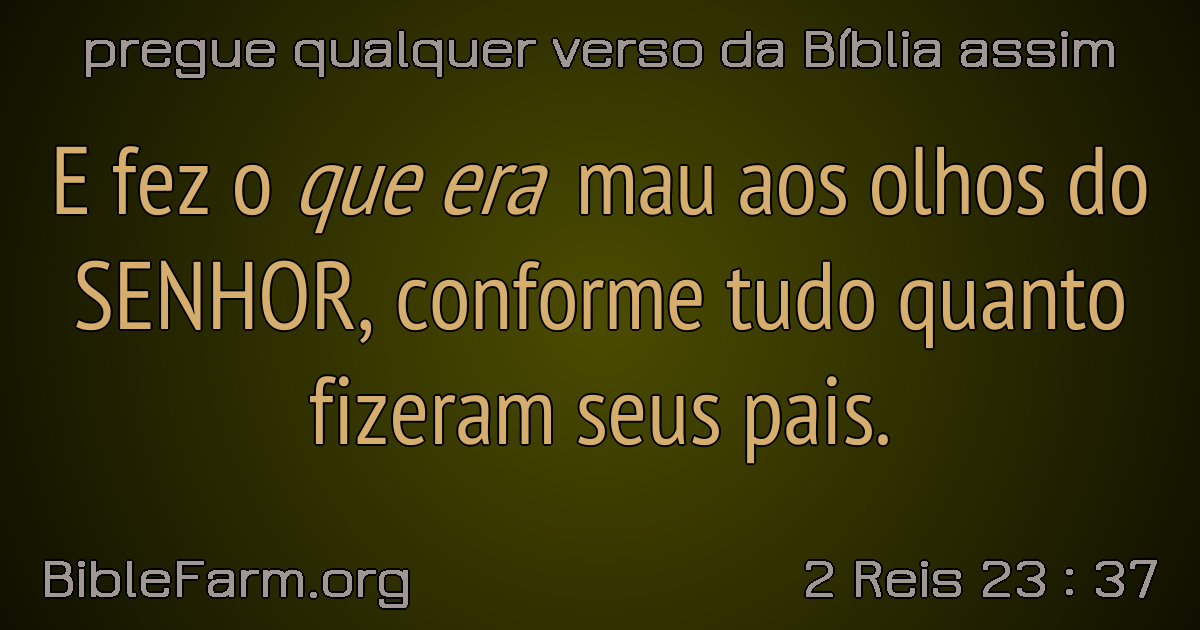 pregue qualquer verso da Bíblia assim
E fez o que era mau aos olhos do
SENHOR, conforme tudo quanto
fizeram seus pais.
BibleFarm.org
2 Reis 23 : 37